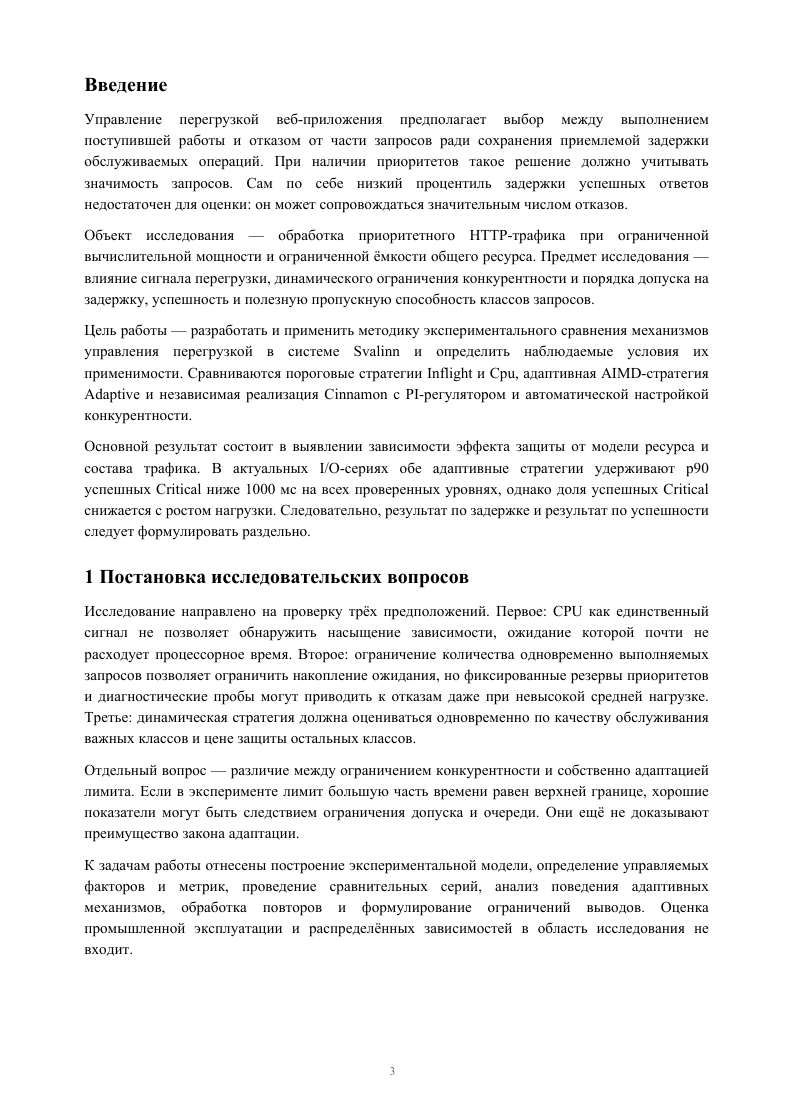 Введение
Управление перегрузкой веб-приложения предполагает выбор между выполнением
поступившей работы и отказом от части запросов ради сохранения приемлемой задержки
обслуживаемых операций. При наличии приоритетов такое решение должно учитывать
значимость запросов. Сам по себе низкий процентиль задержки успешных ответов
недостаточен для оценки: он может сопровождаться значительным числом отказов.
Объект исследования — обработка приоритетного HTTP-трафика при ограниченной
вычислительной мощности и ограниченной ёмкости общего ресурса. Предмет исследования —
влияние сигнала перегрузки, динамического ограничения конкурентности и порядка допуска на
задержку, успешность и полезную пропускную способность классов запросов.
Цель работы — разработать и применить методику экспериментального сравнения механизмов
управления перегрузкой в системе Svalinn и определить наблюдаемые условия их
применимости. Сравниваются пороговые стратегии Inflight и Cpu, адаптивная AIMD-стратегия
Adaptive и независимая реализация Cinnamon с PI-регулятором и автоматической настройкой
конкурентности.
Основной результат состоит в выявлении зависимости эффекта защиты от модели ресурса и
состава трафика. В актуальных I/O-сериях обе адаптивные стратегии удерживают p90
успешных Critical ниже 1000 мс на всех проверенных уровнях, однако доля успешных Critical
снижается с ростом нагрузки. Следовательно, результат по задержке и результат по успешности
следует формулировать раздельно.
1 Постановка исследовательских вопросов
Исследование направлено на проверку трёх предположений. Первое: CPU как единственный
сигнал не позволяет обнаружить насыщение зависимости, ожидание которой почти не
расходует процессорное время. Второе: ограничение количества одновременно выполняемых
запросов позволяет ограничить накопление ожидания, но фиксированные резервы приоритетов
и диагностические пробы могут приводить к отказам даже при невысокой средней нагрузке.
Третье: динамическая стратегия должна оцениваться одновременно по качеству обслуживания
важных классов и цене защиты остальных классов.
Отдельный вопрос — различие между ограничением конкурентности и собственно адаптацией
лимита. Если в эксперименте лимит большую часть времени равен верхней границе, хорошие
показатели могут быть следствием ограничения допуска и очереди. Они ещё не доказывают
преимущество закона адаптации.
К задачам работы отнесены построение экспериментальной модели, определение управляемых
факторов и метрик, проведение сравнительных серий, анализ поведения адаптивных
механизмов, обработка повторов и формулирование ограничений выводов. Оценка
промышленной эксплуатации и распределённых зависимостей в область исследования не
входит.
3